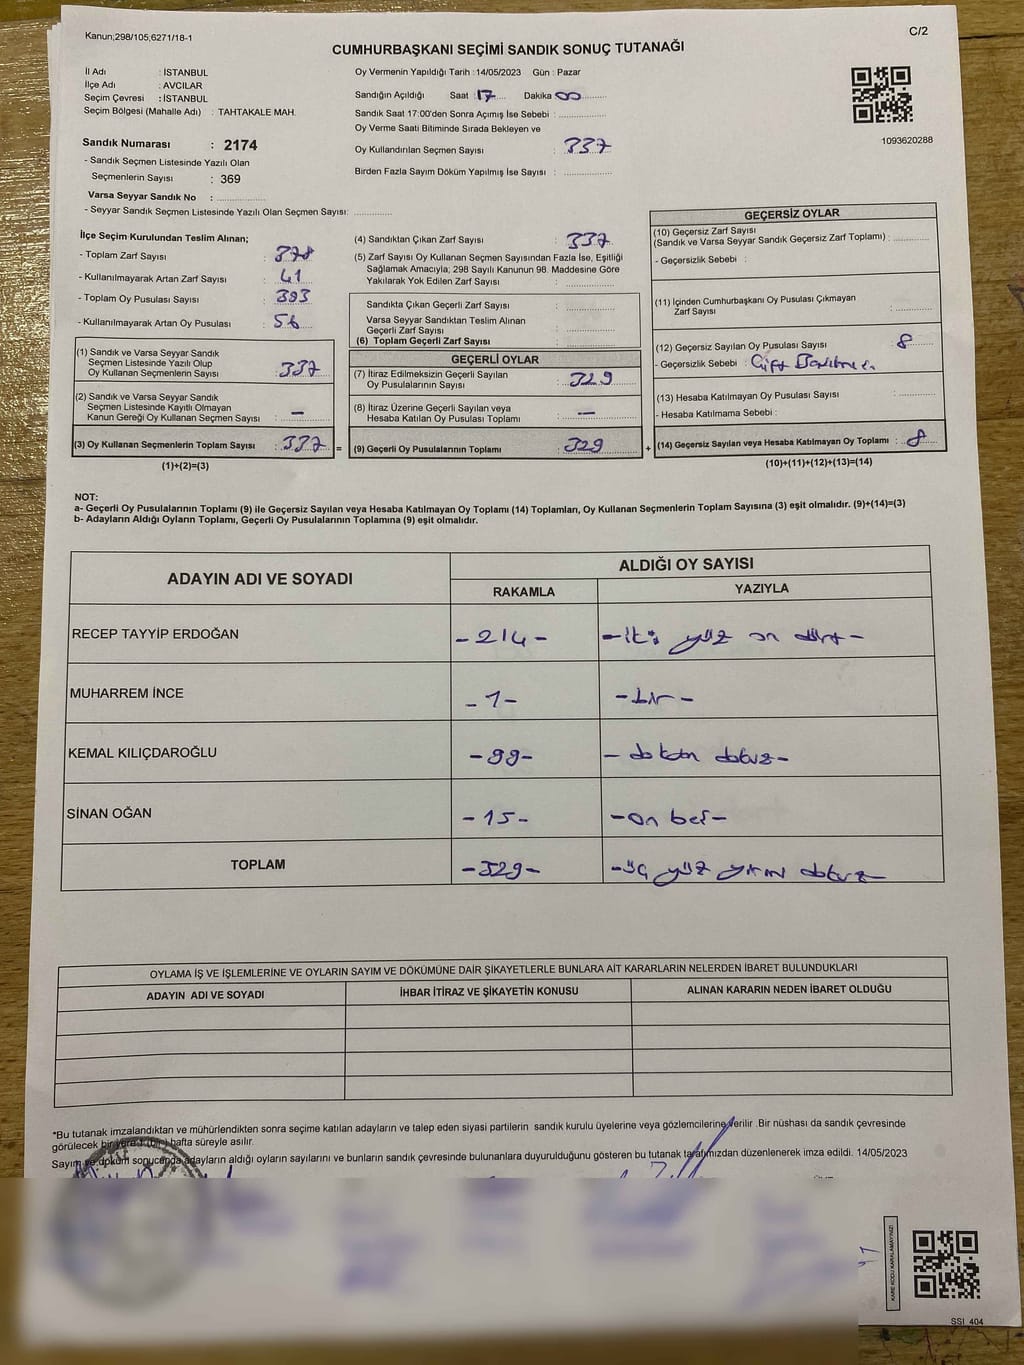 Kanun;298/105,6271/18-1
C/2
CUMHURBAŞKANI SEÇİMİ SANDIK SONUÇ TUTANAĞI
İl Adı : İSTANBUL
İlçe Adı : AVCILAR
Seçim Çevresi : İSTANBUL
Seçim Bölgesi (Mahalle Adı) : TAHTAKALE MAH.
Sandık Numarası : 2174
- Sandık Seçmen Listesinde Yazılı Olan
Seçmenlerin Sayısı : 369
Varsa Seyyar Sandık No : ..................
- Seyyar Sandık Seçmen Listesinde Yazılı Olan Seçmen Sayısı: .............
Oy Vermenin Yapıldığı Tarih : 14/05/2023 Gün : Pazar
Sandığın Açıldığı Saat : 17 Dakika 00
Sandık Saat 17:00'den Sonra Açımış İse Sebebi : ................
Oy Verme Saati Bitiminde Sırada Bekleyen ve
Oy Kullandırılan Seçmen Sayısı : 337
Birden Fazla Sayım Döküm Yapılmış İse Sayısı : ................
1093620288
İlçe Seçim Kurulundan Teslim Alınan;
- Toplam Zarf Sayısı : 378
- Kullanılmayarak Artan Zarf Sayısı : 41
- Toplam Oy Pusulası Sayısı : 393
- Kullanılmayarak Artan Oy Pusulası : 56
(1) Sandık ve Varsa Seyyar Sandık
Seçmen Listesinde Yazılı Olup
Oy Kullanan Seçmenlerin Sayısı : 337
(2) Sandık ve Varsa Seyyar Sandık
Seçmen Listesinde Kayıtlı Olmayan
Kanun Gereği Oy Kullanan Seçmen Sayısı : —
(3) Oy Kullanan Seçmenlerin Toplam Sayısı : 337 =
(1)+(2)=(3)
(4) Sandıktan Çıkan Zarf Sayısı : 337
(5) Zarf Sayısı Oy Kullanan Seçmen Sayısından Fazla İse, Eşitliği
Sağlamak Amacıyla; 298 Sayılı Kanunun 98. Maddesine Göre
Yakılarak Yok Edilen Zarf Sayısı : ................
Sandıkta Çıkan Geçerli Zarf Sayısı : ................
Varsa Seyyar Sandıktan Teslim Alınan
Geçerli Zarf Sayısı : ................
(6) Toplam Geçerli Zarf Sayısı : ................
GEÇERLİ OYLAR
(7) İtiraz Edilmeksizin Geçerli Sayılan
Oy Pusulalarının Sayısı : 329
(8) İtiraz Üzerine Geçerli Sayılan veya
Hesaba Katılan Oy Pusulası Toplamı : —
(9) Geçerli Oy Pusulalarının Toplamı : 329 +
GEÇERSİZ OYLAR
(10) Geçersiz Zarf Sayısı
(Sandık ve Varsa Seyyar Sandık Geçersiz Zarf Toplamı) : ............
- Geçersizlik Sebebi :
(11) İçinden Cumhurbaşkanı Oy Pusulası Çıkmayan
Zarf Sayısı : ............
(12) Geçersiz Sayılan Oy Pusulası Sayısı : 8
- Geçersizlik Sebebi : Çift
(13) Hesaba Katılmayan Oy Pusulası Sayısı : ............
- Hesaba Katılmama Sebebi :
(14) Geçersiz Sayılan veya Hesaba Katılmayan Oy Toplamı : 8
(10)+(11)+(12)+(13)=(14)
NOT:
a- Geçerli Oy Pusulalarının Toplamı (9) ile Geçersiz Sayılan veya Hesaba Katılmayan Oy Toplamı (14) Toplamları, Oy Kullanan Seçmenlerin Toplam Sayısına (3) eşit olmalıdır. (9)+(14)=(3)
b- Adayların Aldığı Oyların Toplamı, Geçerli Oy Pusulalarının Toplamına (9) eşit olmalıdır.
ADAYIN ADI VE SOYADI
ALDIĞI OY SAYISI
RAKAMLA YAZIYLA
RECEP TAYYİP ERDOĞAN -214- -iki yüz on dört-
MUHARREM İNCE -1- -bir-
KEMAL KILIÇDAROĞLU -99- -doksan dokuz-
SİNAN OĞAN -15- -on beş-
TOPLAM -329- -üç yüz yirmi dokuz-
OYLAMA İŞ VE İŞLEMLERİNE VE OYLARIN SAYIM VE DÖKÜMÜNE DAİR ŞİKAYETLERLE BUNLARA AİT KARARLARIN NELERDEN İBARET BULUNDUKLARI
ADAYIN ADI VE SOYADI İHBAR İTİRAZ VE ŞİKAYETİN KONUSU ALINAN KARARIN NEDEN İBARET OLDUĞU
*Bu tutanak imzalandıktan ve mühürlendikten sonra seçime katılan adayların ve talep eden siyasi partilerin sandık kurulu üyelerine veya gözlemcilerine verilir .Bir nüshası da sandık çevresinde
görülecek bir yere 1 (bir) hafta süreyle asılır.
Sayım ve döküm sonucunda adayların aldığı oyların sayılarını ve bunların sandık çevresinde bulunanlara duyurulduğunu gösteren bu tutanak tarafımızdan düzenlenerek imza edildi. 14/05/2023
KARE KODU KARALAMAYINIZ!
SSİ_404